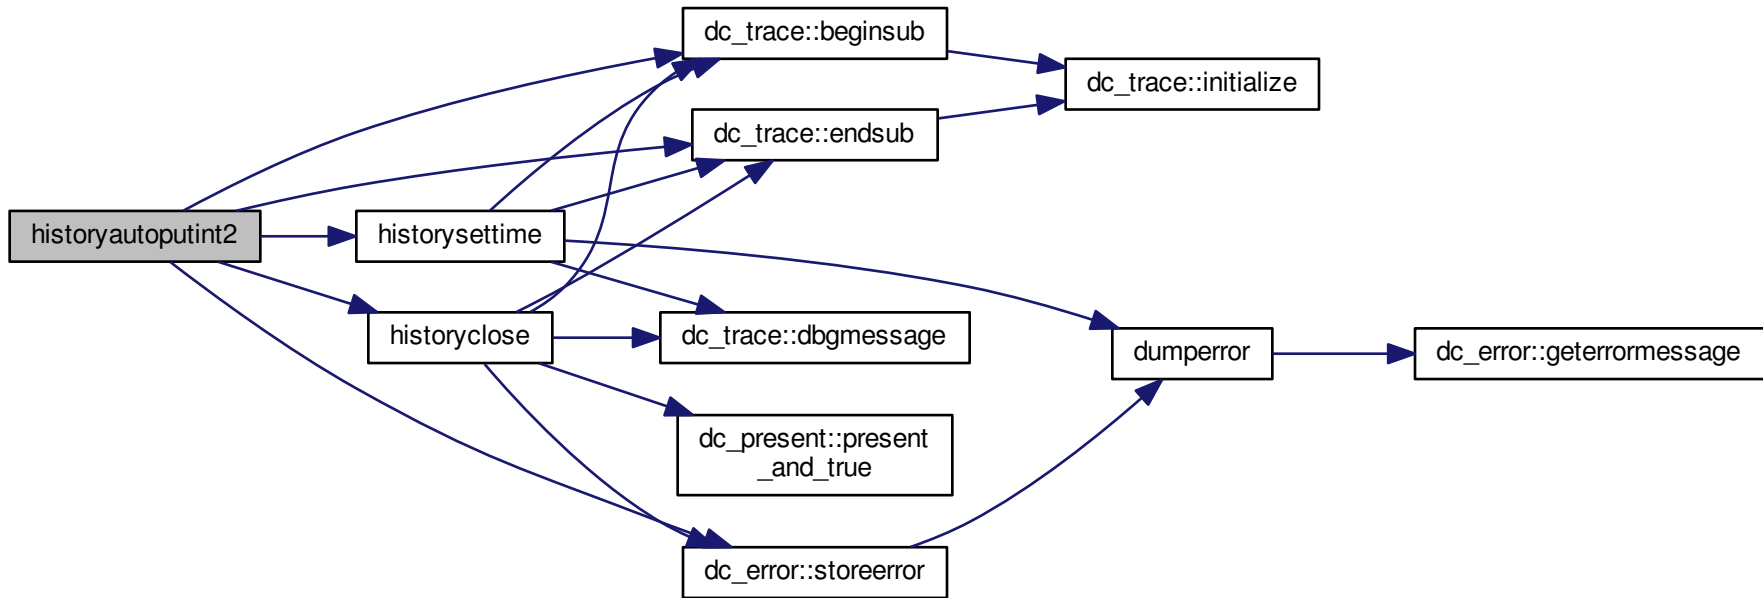 dc_trace::beginsub
dc_trace::initialize
dc_trace::endsub
historyautoputint2
historysettime
historyclose
dc_trace::dbgmessage
dumperror
dc_error::geterrormessage
dc_present::present
_and_true
dc_error::storeerror